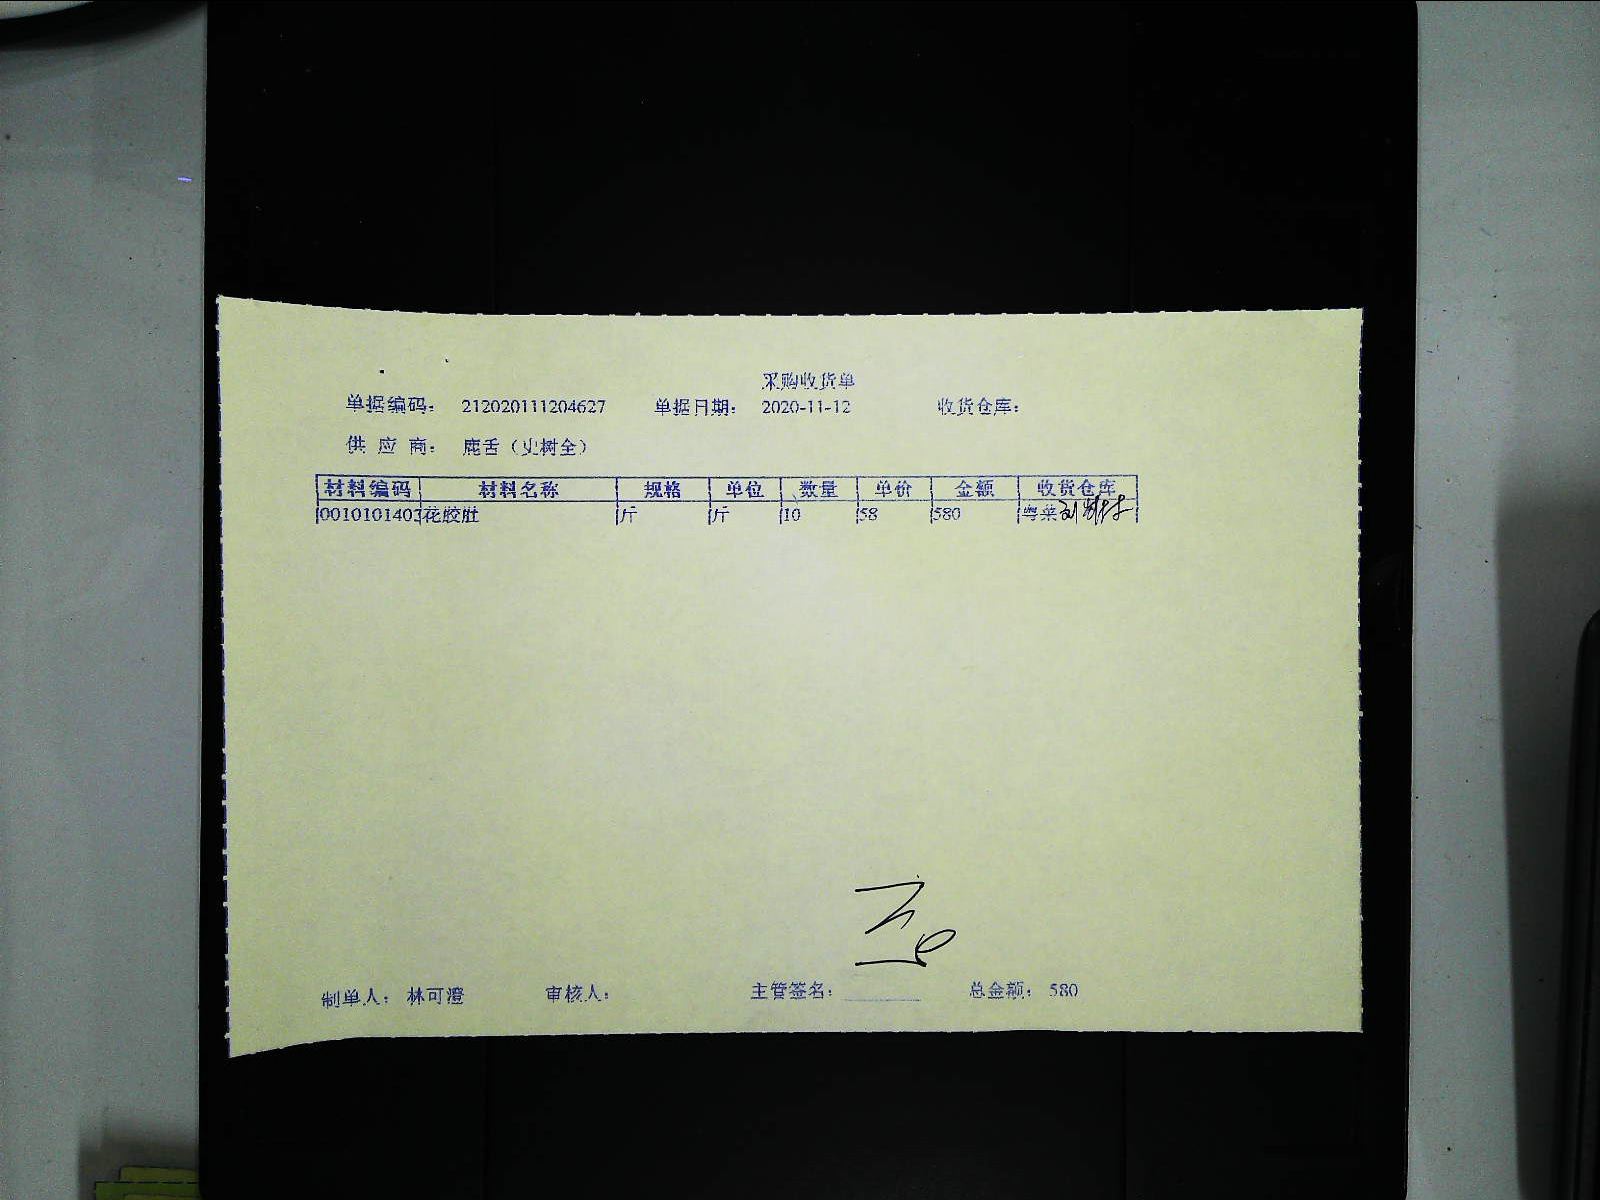 采购收货单
单据编码： 212020111204627 单据日期： 2020-11-12 收货仓库：
供 应 商： 鹿舌（史树全）
材料编码 材料名称 规格 单位 数量 单价 金额 收货仓库
0010101403 花胶肚 斤 斤 10 58 580 粤菜
制单人： 林可澄 审核人： 主管签名： 总金额： 580